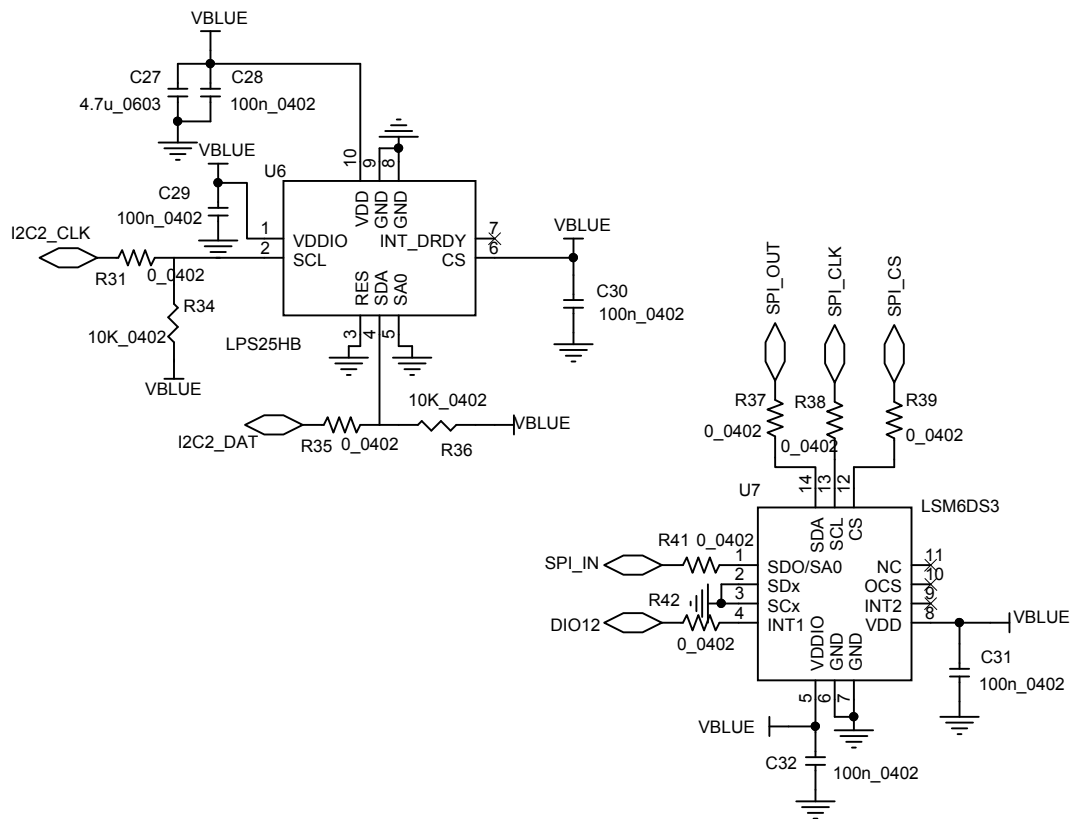 VBLUE
C27
C28
4.7u_0603
100n_0402
VBLUE
C29
100n_0402
I2C2_CLK
R31
0_0402
R34
10K_0402
VBLUE
U6
10
9
8
VDD
GND
GND
1
VDDIO
INT_DRDY
7
2
SCL
CS
6
VBLUE
RES
SDA
SA0
3
4
5
LPS25HB
C30
100n_0402
10K_0402
I2C2_DAT
R35
0_0402
R36
VBLUE
SPI_OUT
SPI_CLK
SPI_CS
R37
R38
R39
0_0402
0_0402
0_0402
U7
14
13
12
LSM6DS3
SDA
SCL
CS
R41
0_0402
SPI_IN
1
SDO/SA0
NC
11
2
SDx
OCS
10
R42
3
SCx
INT2
9
DIO12
4
INT1
VDD
8
VBLUE
0_0402
VDDIO
GND
GND
5
6
7
C31
100n_0402
VBLUE
C32
100n_0402